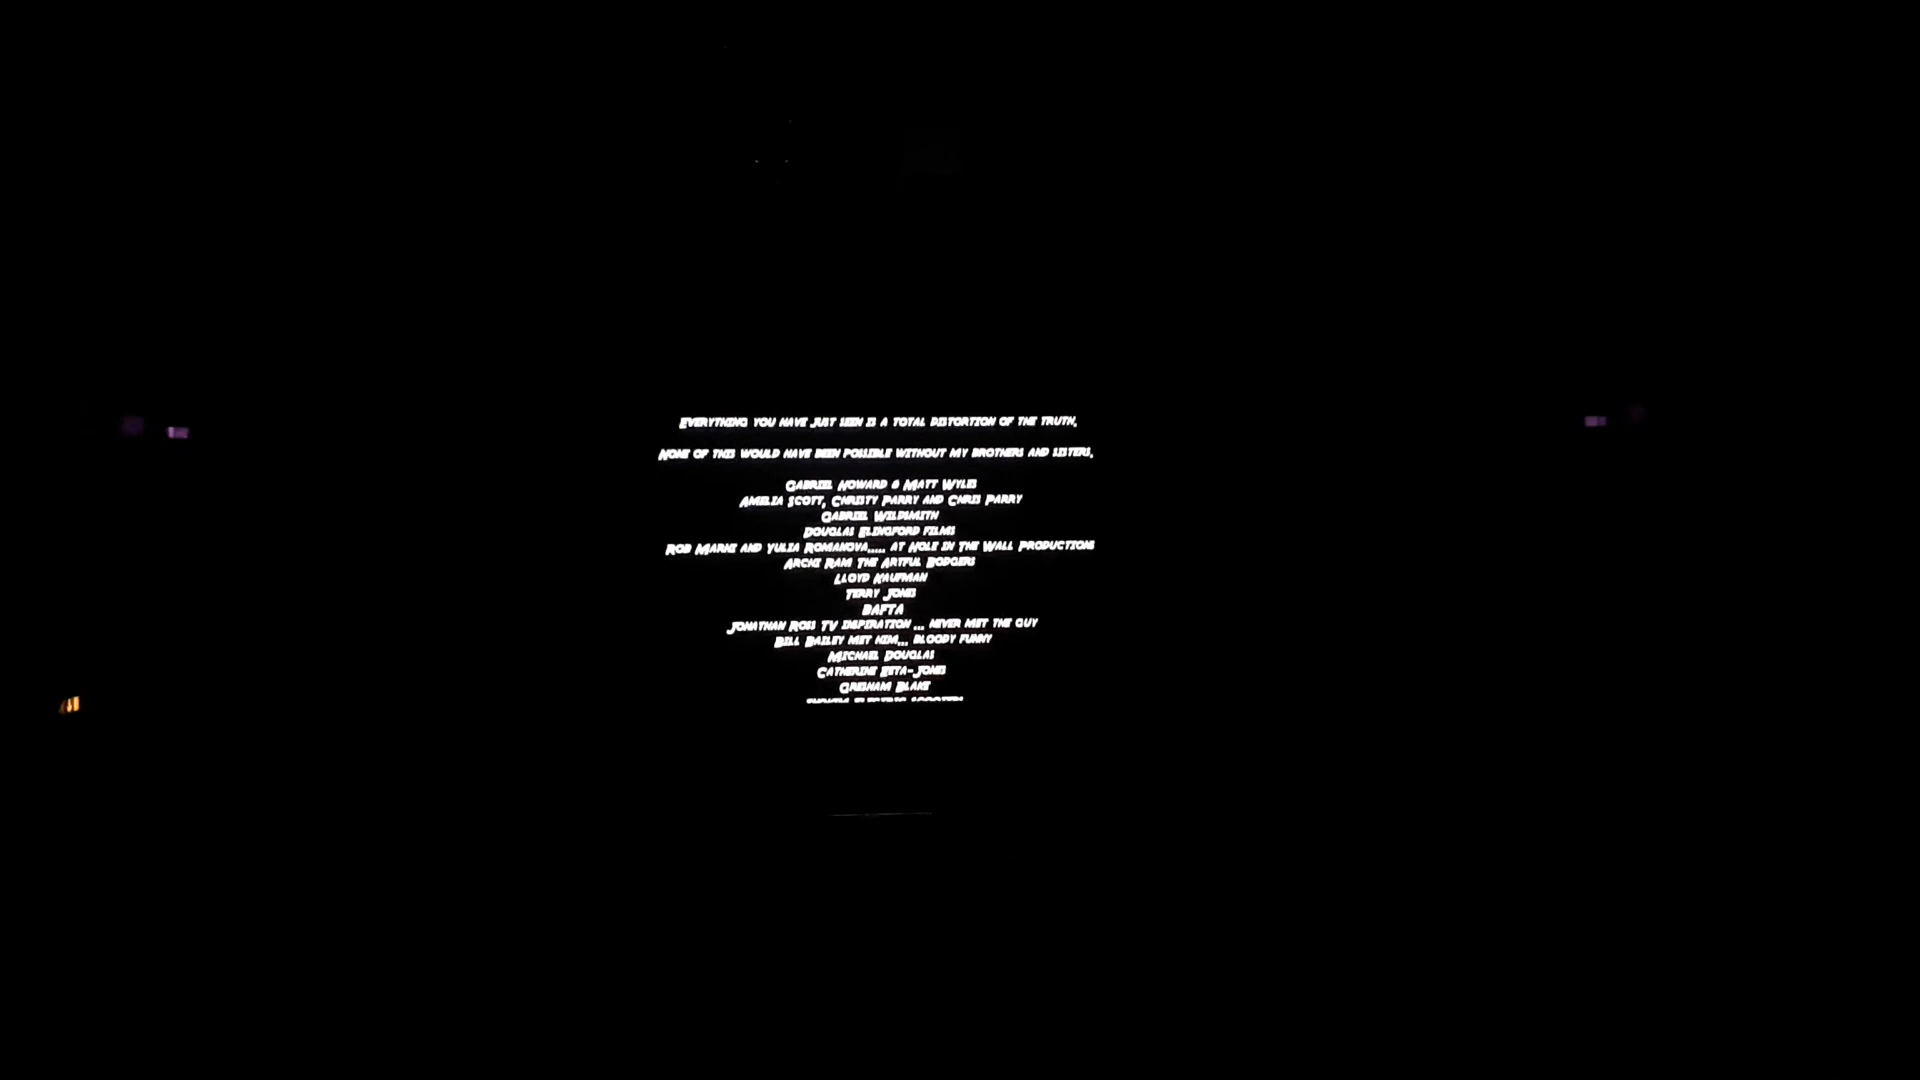 Everything you have just seen is a total distortion of the truth.
None of this would have been possible without my brothers and sisters.
Gabriel Howard & Matt Wyles
Amelia Scott, Christy Parry and Chris Parry
Gabriel Wildsmith
Douglas Elingford films
Rob Marni and Yulia Romanova..... at Hole in The Wall Productions
Archi Ram The Artful Bodgers
Lloyd Kaufman
Terry Jones
BAFTA
Jonathan Ross TV inspiration ... never met the guy
Bill Bailey met him... bloody funny
Michael Douglas
Catherine Zeta-Jones
Gresham Blake